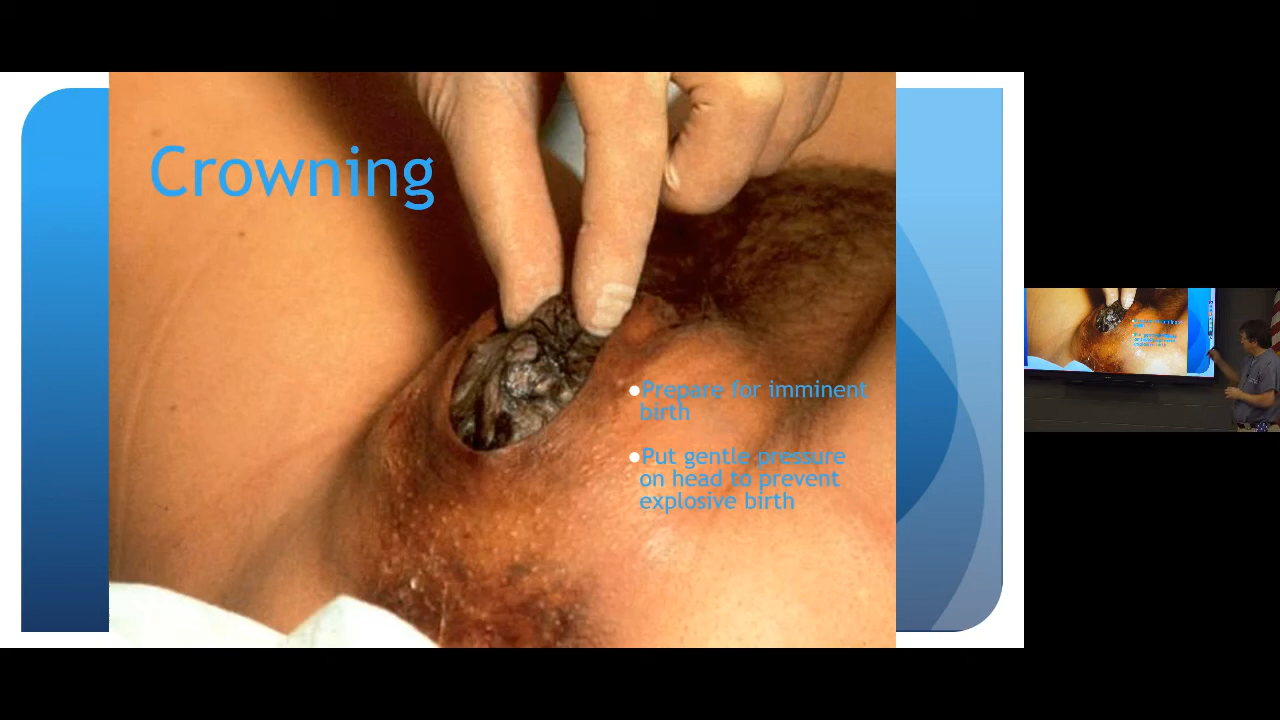 Crowning
•Prepare for imminent
birth
•Put gentle pressure
on head to prevent
explosive birth